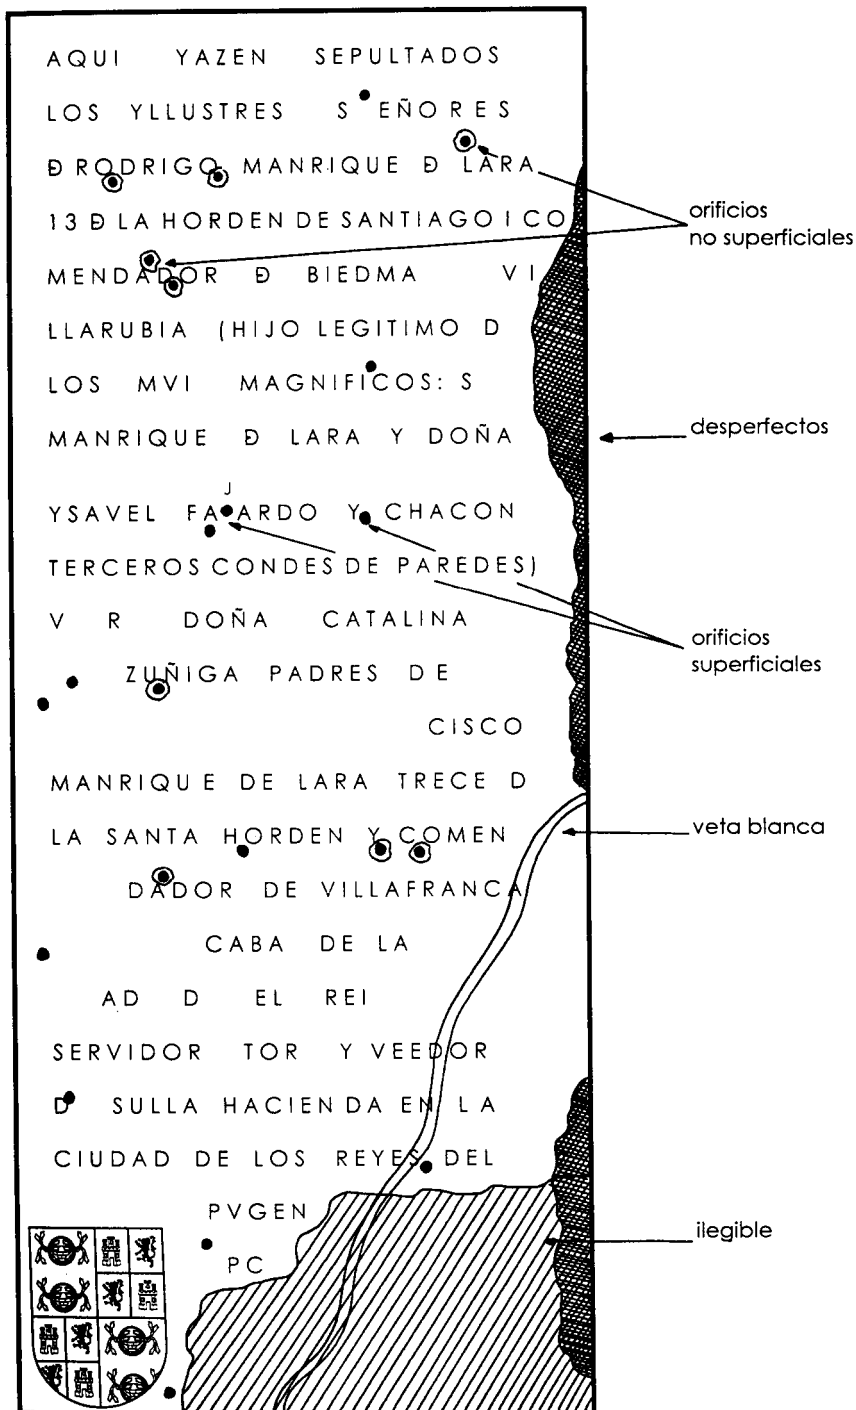 AQUI YAZEN SEPULTADOS
LOS YLLUSTRES SEÑORES
Đ RODRIGO MANRIQUE Đ LARA
13 Đ LA HORDEN DE SANTIAGO I CO
MENDADOR Đ BIEDMA VI
LLARUBIA (HIJO LEGITIMO D
LOS MVI MAGNIFICOS: S
MANRIQUE Đ LARA Y DOÑA
J
YSAVEL FA ARDO Y CHACON
TERCEROS CONDES DE PAREDES)
V R DOÑA CATALINA
ZUÑIGA PADRES DE
CISCO
MANRIQUE DE LARA TRECE D
LA SANTA HORDEN Y COMEN
DADOR DE VILLAFRANCA
CABA DE LA
AD D EL REI
SERVIDOR TOR Y VEEDOR
D SULLA HACIENDA EN LA
CIUDAD DE LOS REYES DEL
PVGEN
PC
orificios
no superficiales
desperfectos
orificios
superficiales
veta blanca
ilegible